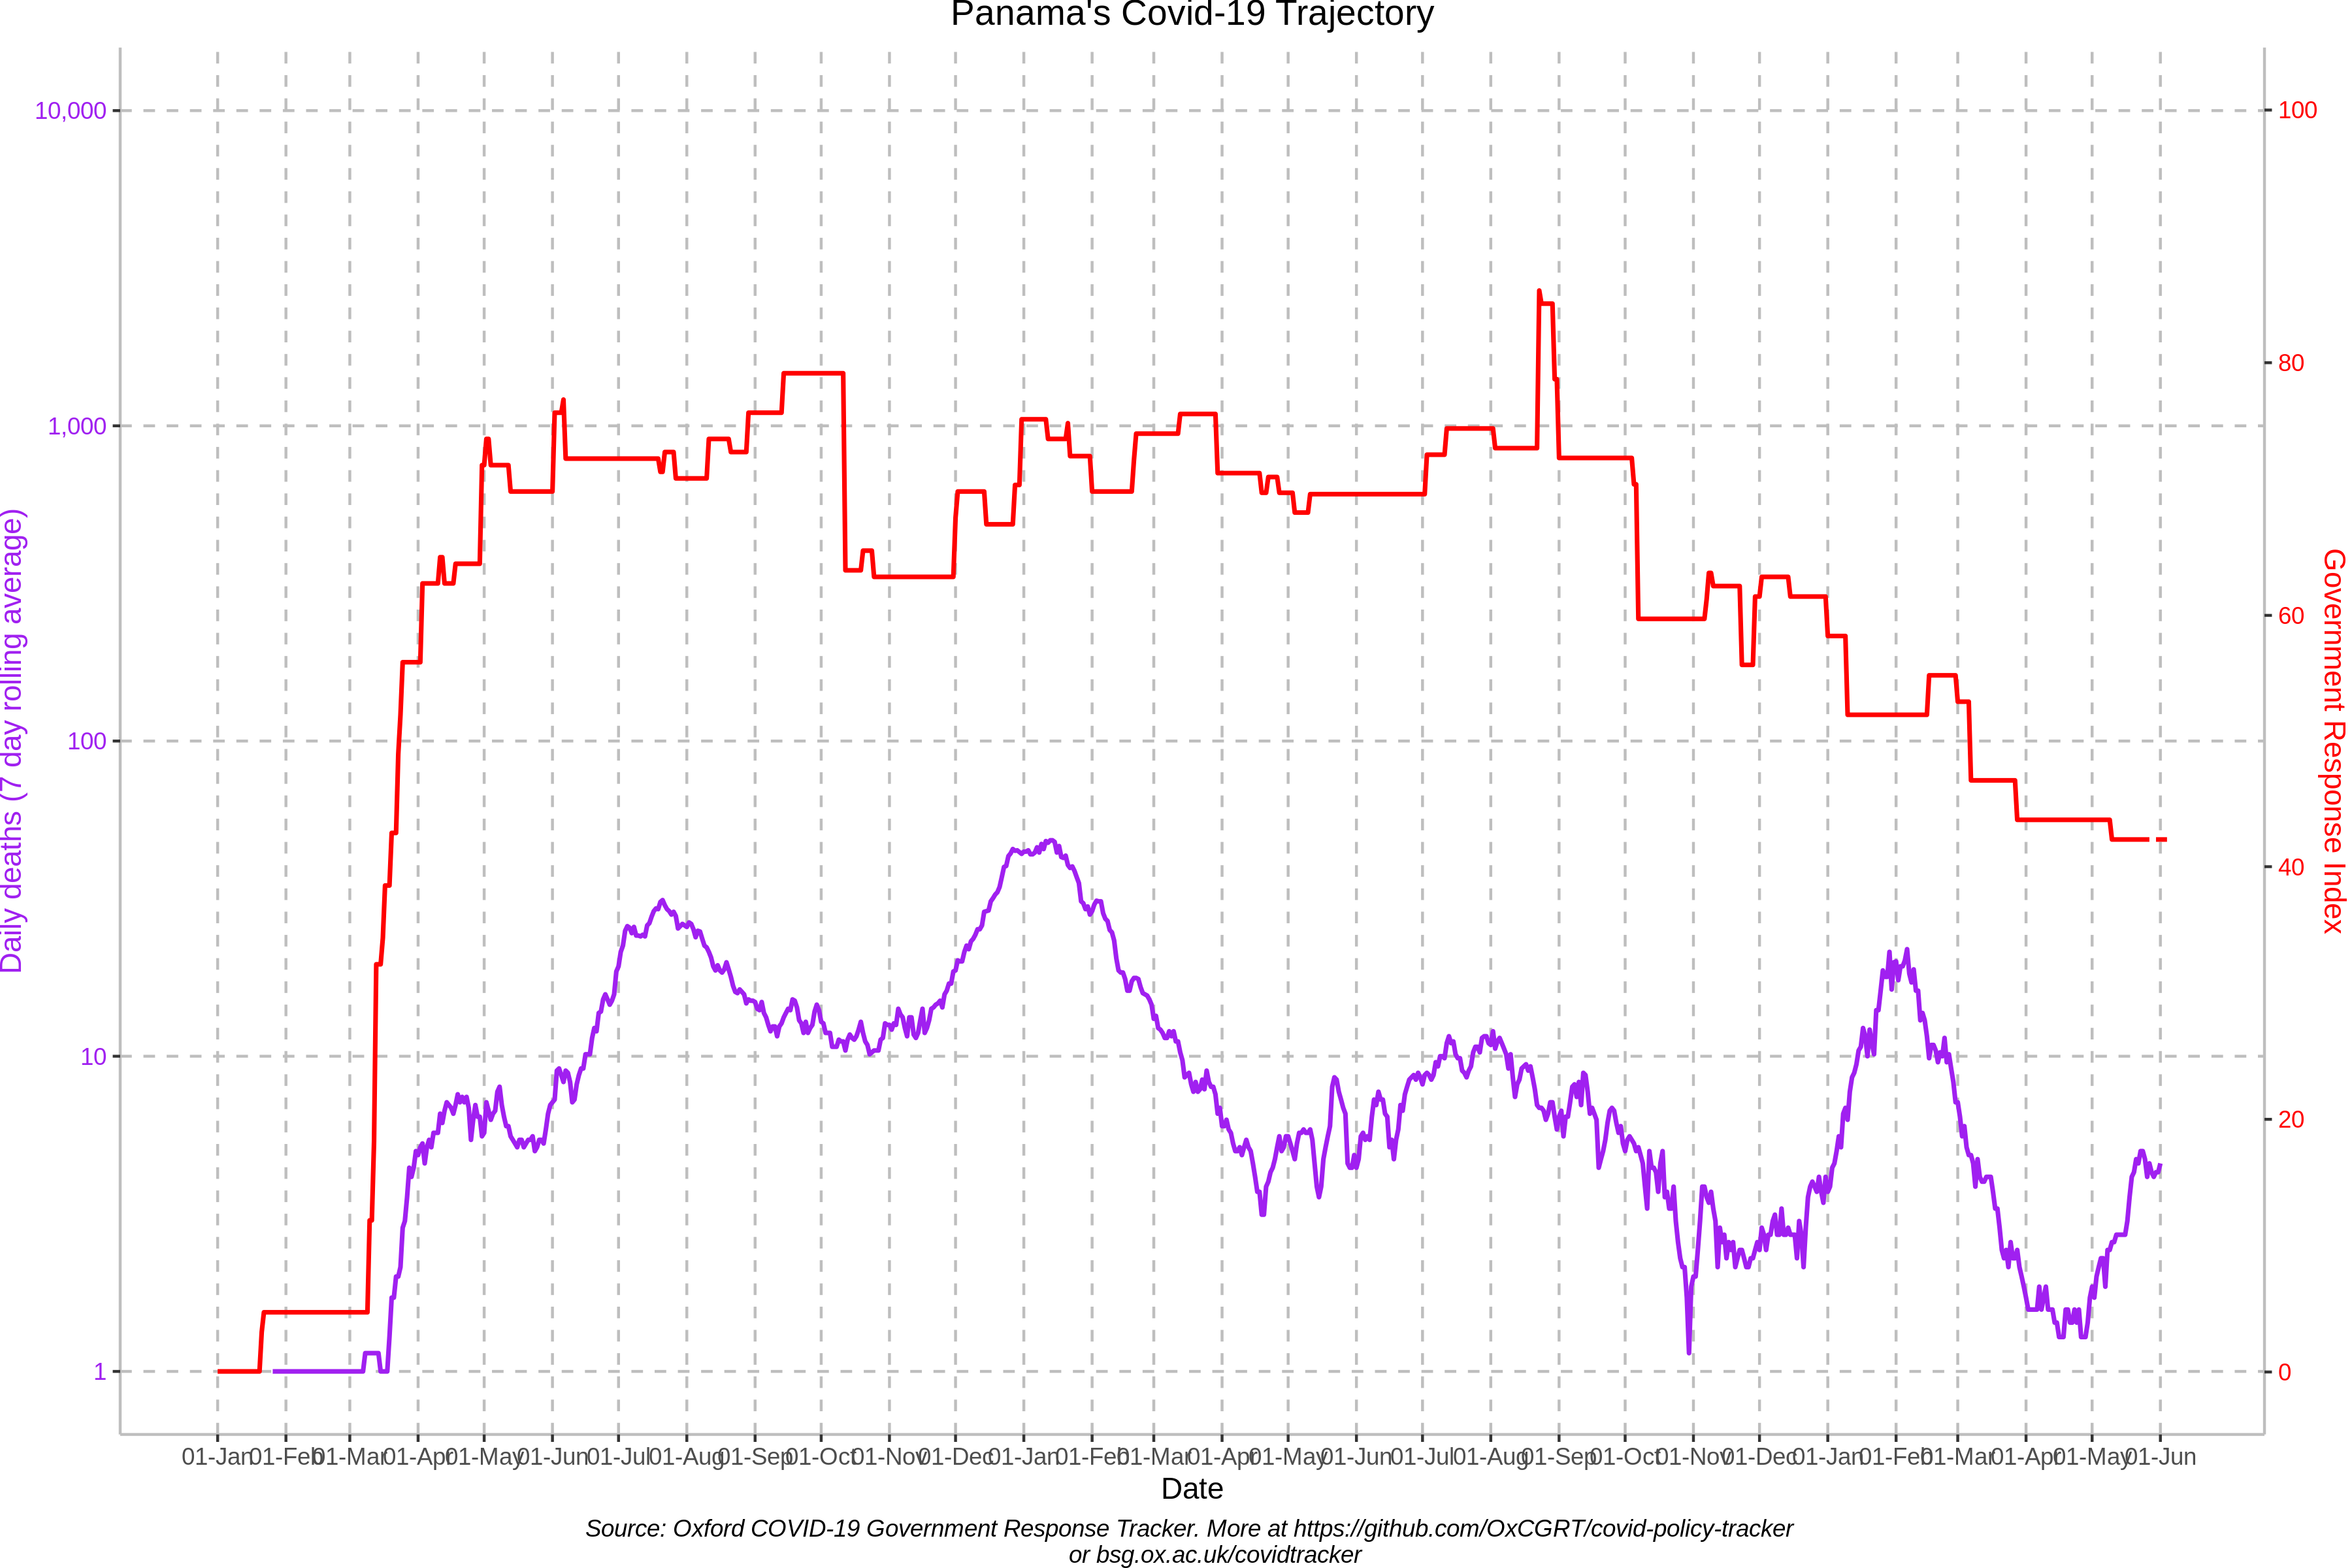 Panama's Covid-19 Trajectory
10,000
1,000
100
10
1
Daily deaths (7 day rolling average)
100
80
60
40
20
0
Government Response Index
01-Jan 01-Feb 01-Mar 01-Apr 01-May 01-Jun 01-Jul 01-Aug 01-Sep 01-Oct 01-Nov 01-Dec 01-Jan 01-Feb 01-Mar 01-Apr 01-May 01-Jun 01-Jul 01-Aug 01-Sep 01-Oct 01-Nov 01-Dec 01-Jan 01-Feb 01-Mar 01-Apr 01-May 01-Jun
Date
Source: Oxford COVID-19 Government Response Tracker. More at https://github.com/OxCGRT/covid-policy-tracker
or bsg.ox.ac.uk/covidtracker